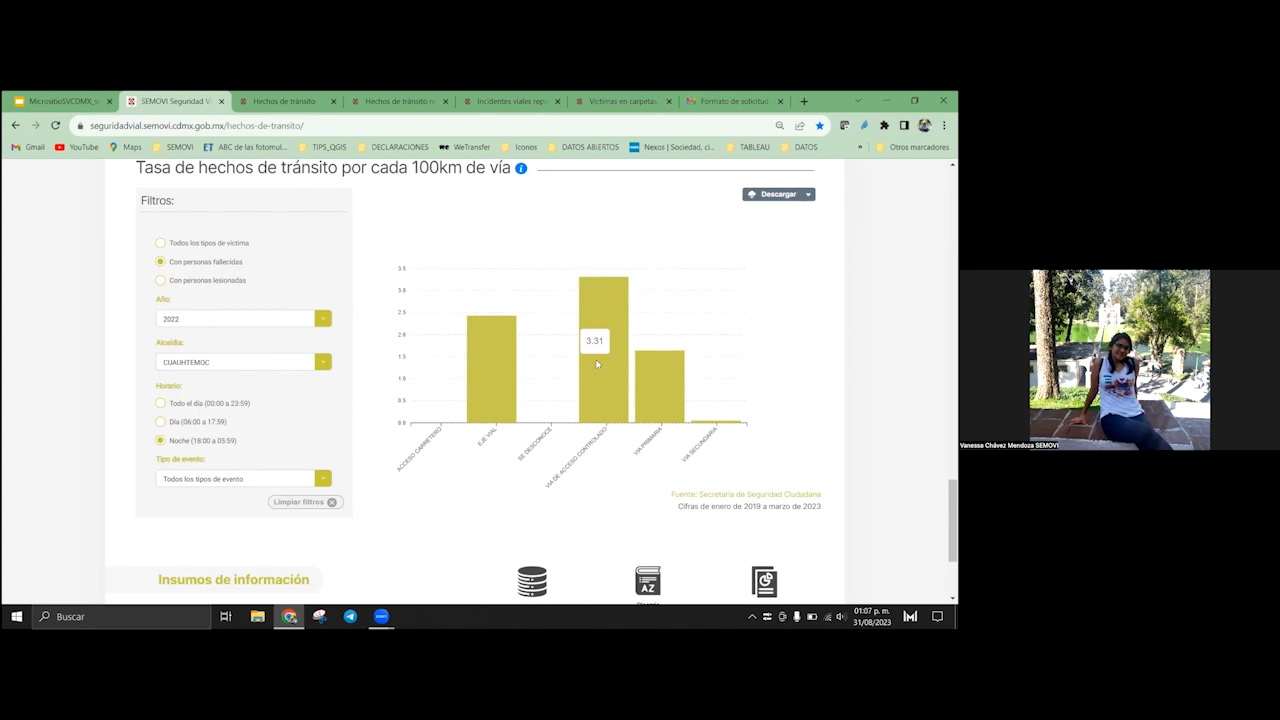 MicrositioSVCDMX_v
SEMOVI Seguridad Vi
Hechos de tránsito
Hechos de tránsito re
Incidentes viales rep
Víctimas en carpetas
Formato de solicitud
seguridadvial.semovi.cdmx.gob.mx/hechos-de-transito/
Gmail
YouTube
Maps
SEMOVI
ABC de las fotomul...
TIPS_QGIS
DECLARACIONES
WeTransfer
Iconos
DATOS ABIERTOS
Nexos | Sociedad, ci...
TABLEAU
DATOS
»
Otros marcadores
Tasa de hechos de tránsito por cada 100km de vía
Filtros:
Descargar
Todos los tipos de víctima
Con personas fallecidas
Con personas lesionadas
Año:
2022
Alcaldía:
CUAUHTEMOC
Horario:
Todo el día (00:00 a 23:59)
Día (06:00 a 17:59)
Noche (18:00 a 05:59)
Tipo de evento:
Todos los tipos de evento
Limpiar filtros
3.5
3.0
2.5
2.0
1.5
1.0
0.5
0.0
3.31
ACCESO CARRETERO
EJE VIAL
SE DESCONOCE
VIA DE ACCESO CONTROLADO
VIA PRIMARIA
VIA SECUNDARIA
Fuente: Secretaría de Seguridad Ciudadana
Cifras de enero de 2019 a marzo de 2023
Insumos de información
AZ
Buscar
01:07 p. m.
31/08/2023
Vanessa Chávez Mendoza SEMOVI